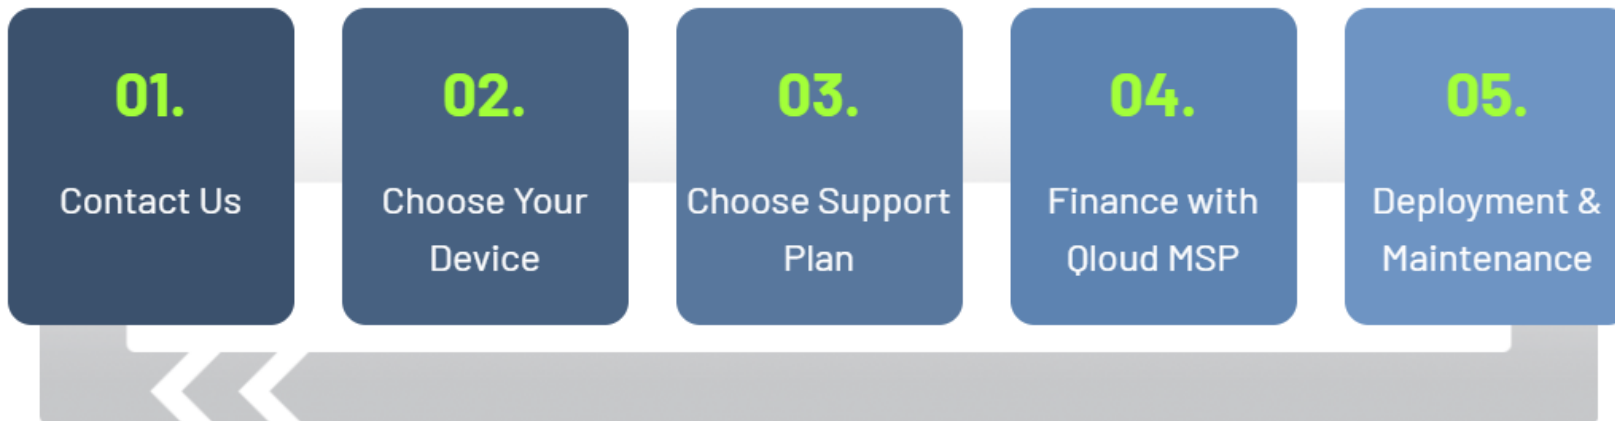 01.
Contact Us
02.
Choose Your
Device
03.
Choose Support
Plan
04.
Finance with
Qloud MSP
05.
Deployment &
Maintenance